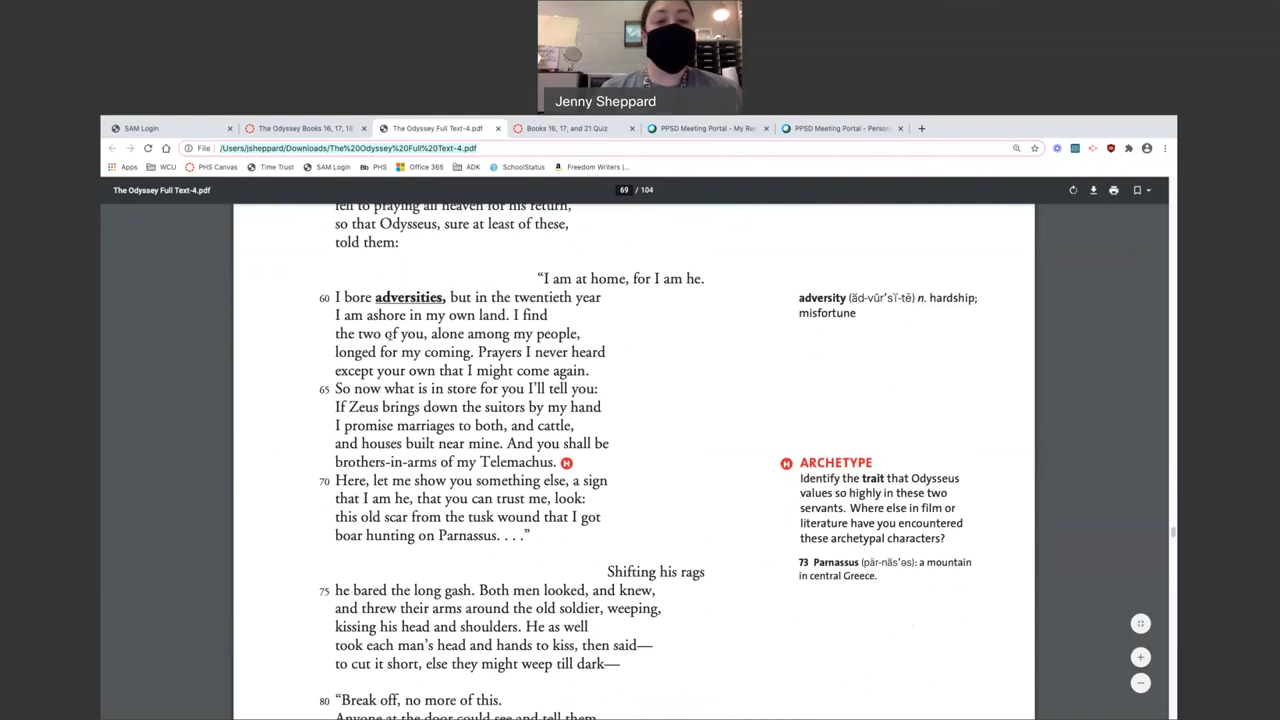 Jenny Sheppard
SAM Login
The Odyssey Books 16, 17, 18
The Odyssey Full Text-4.pdf
Books 16, 17, and 21 Quiz
PPSD Meeting Portal - My Re
PPSD Meeting Portal - Person
File /Users/jsheppard/Downloads/The%20Odyssey%20Full%20Text-4.pdf
Apps WCU PHS Canvas Time Trust SAM Login Bb PHS Office 365 ADK SchoolStatus Freedom Writers |...
The Odyssey Full Text-4.pdf 69 / 104
fell to praying all heaven for his return,
so that Odysseus, sure at least of these,
told them:
“I am at home, for I am he.
60 I bore adversities, but in the twentieth year
I am ashore in my own land. I find
the two of you, alone among my people,
longed for my coming. Prayers I never heard
except your own that I might come again.
65 So now what is in store for you I’ll tell you:
If Zeus brings down the suitors by my hand
I promise marriages to both, and cattle,
and houses built near mine. And you shall be
brothers-in-arms of my Telemachus. H
70 Here, let me show you something else, a sign
that I am he, that you can trust me, look:
this old scar from the tusk wound that I got
boar hunting on Parnassus. . . .”
Shifting his rags
75 he bared the long gash. Both men looked, and knew,
and threw their arms around the old soldier, weeping,
kissing his head and shoulders. He as well
took each man’s head and hands to kiss, then said—
to cut it short, else they might weep till dark—
80 “Break off, no more of this.
Anyone at the door could see and tell them.
adversity (ăd-vûr′sĭ-tē) n. hardship;
misfortune
H ARCHETYPE
Identify the trait that Odysseus
values so highly in these two
servants. Where else in film or
literature have you encountered
these archetypal characters?
73 Parnassus (pär-năs′əs): a mountain
in central Greece.